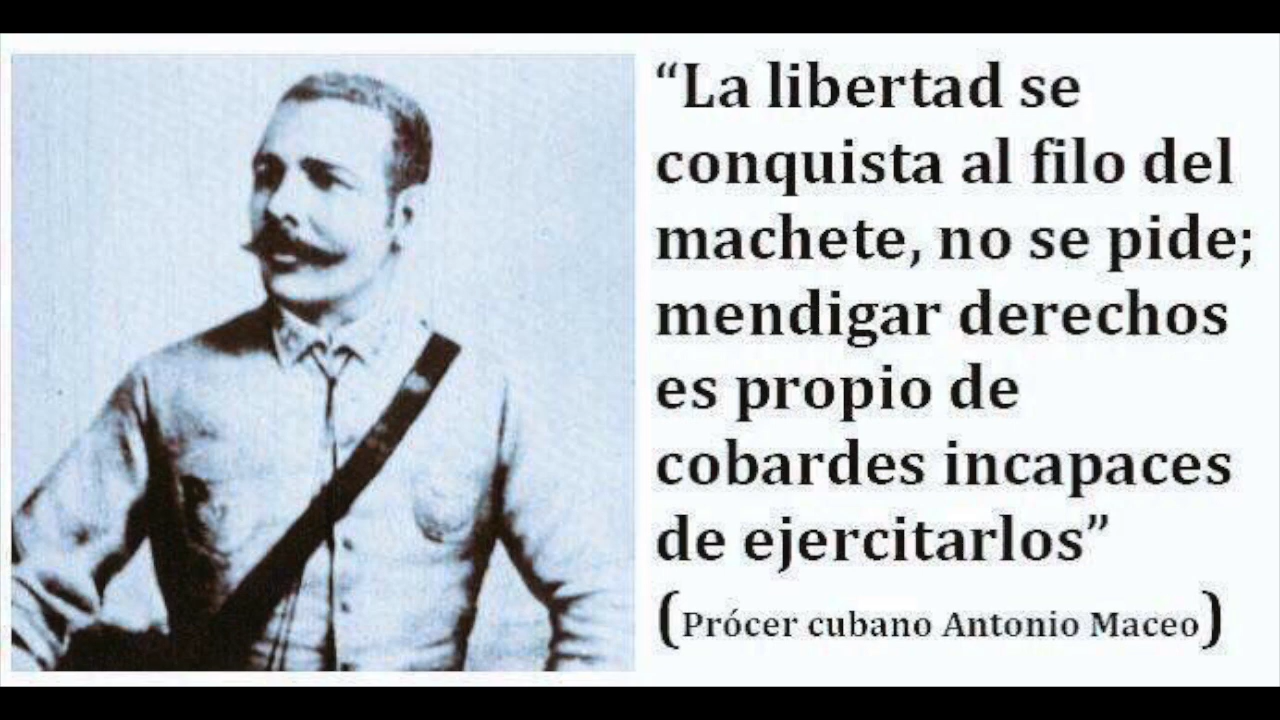 “La libertad se
conquista al filo del
machete, no se pide;
mendigar derechos
es propio de
cobardes incapaces
de ejercitarlos”
(Prócer cubano Antonio Maceo)